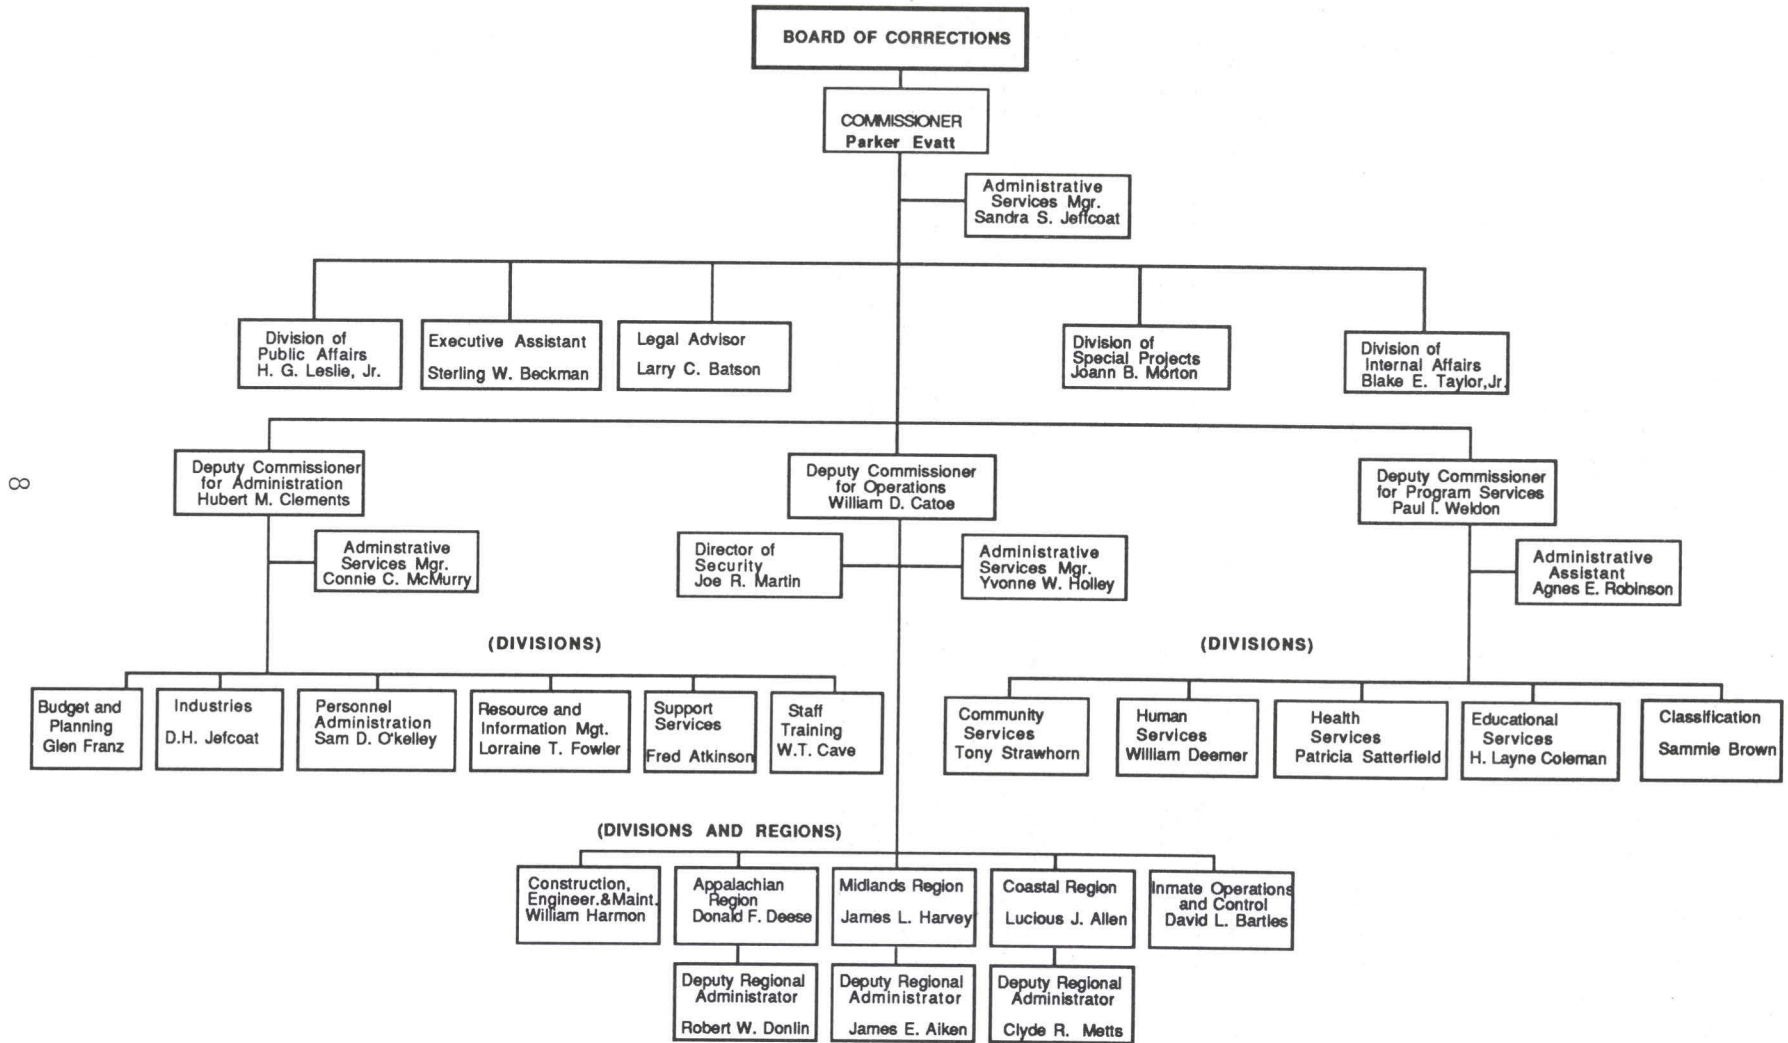 BOARD OF CORRECTIONS
COMMISSIONER
Parker Evatt
Administrative
Services Mgr.
Sandra S. Jeffcoat
Division of
Public Affairs
H. G. Leslie, Jr.
Executive Assistant
Sterling W. Beckman
Legal Advisor
Larry C. Batson
Division of
Special Projects
Joann B. Morton
Division of
Internal Affairs
Blake E. Taylor,Jr.
Deputy Commissioner
for Administration
Hubert M. Clements
Deputy Commissioner
for Operations
William D. Catoe
Deputy Commissioner
for Program Services
Paul I. Weldon
8
Adminstrative
Services Mgr.
Connie C. McMurry
Director of
Security
Joe R. Martin
Administrative
Services Mgr.
Yvonne W. Holley
Administrative
Assistant
Agnes E. Robinson
(DIVISIONS)
(DIVISIONS)
Budget and
Planning
Glen Franz
Industries
D.H. Jefcoat
Personnel
Administration
Sam D. O'kelley
Resource and
Information Mgt.
Lorraine T. Fowler
Support
Services
Fred Atkinson
Staff
Training
W.T. Cave
Community
Services
Tony Strawhorn
Human
Services
William Deemer
Health
Services
Patricia Satterfield
Educational
Services
H. Layne Coleman
Classification
Sammie Brown
(DIVISIONS AND REGIONS)
Construction,
Engineer.&Maint.
William Harmon
Appalachian
Region
Donald F. Deese
Midlands Region
James L. Harvey
Coastal Region
Lucious J. Allen
Inmate Operations
and Control
David L. Bartles
Deputy Regional
Administrator
Robert W. Donlin
Deputy Regional
Administrator
James E. Aiken
Deputy Regional
Administrator
Clyde R. Metts